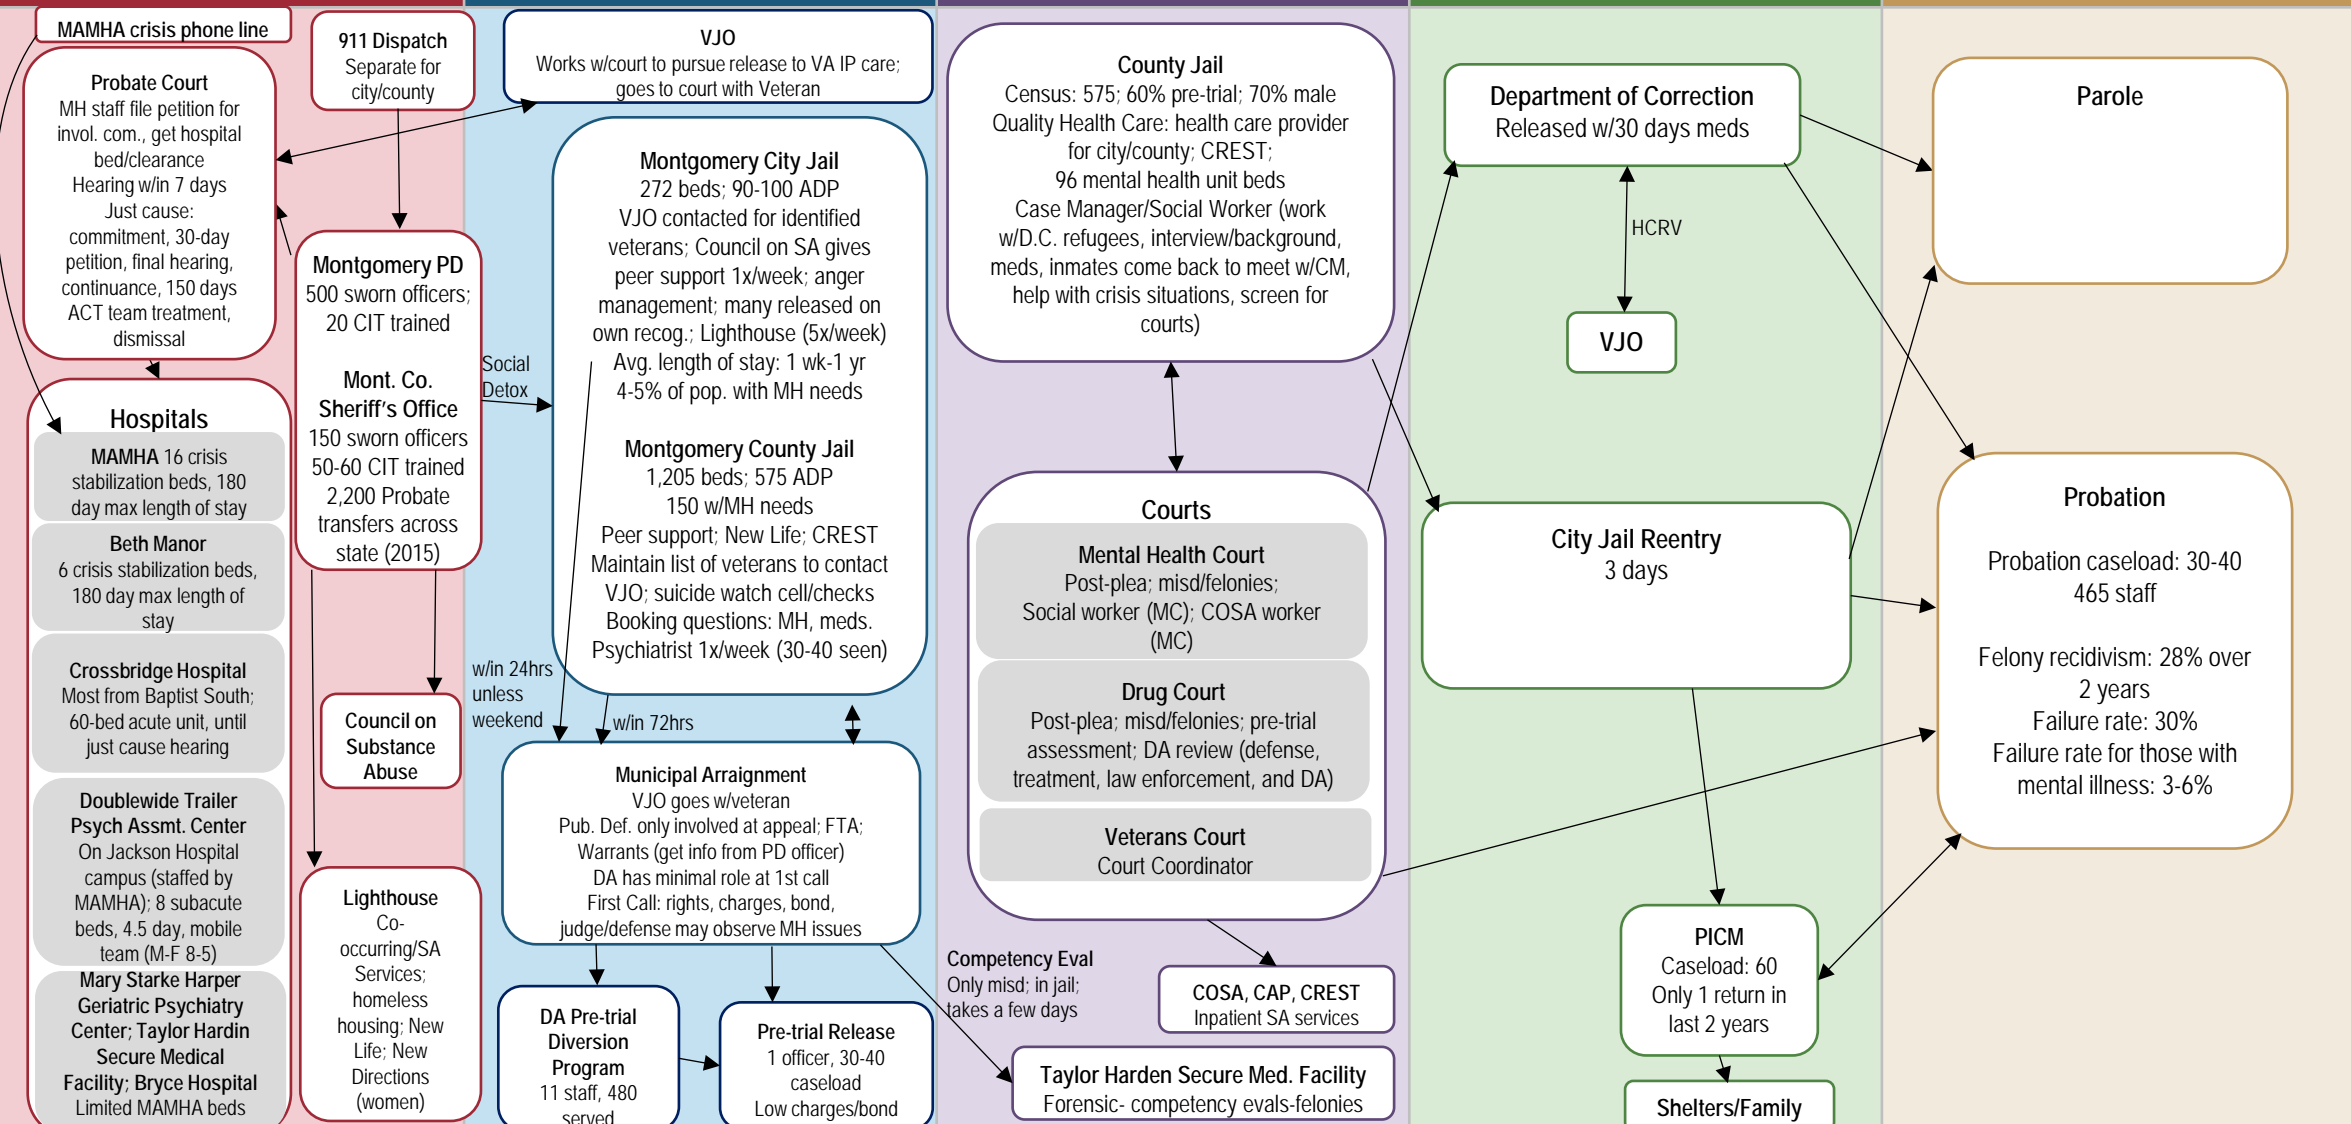 MAMHA crisis phone line
Probate Court
MH staff file petition for
invol. com., get hospital
bed/clearance
Hearing w/in 7 days
Just cause:
commitment, 30-day
petition, final hearing,
continuance, 150 days
ACT team treatment,
dismissal
Hospitals
MAMHA 16 crisis
stabilization beds, 180
day max length of stay
Beth Manor
6 crisis stabilization beds,
180 day max length of
stay
Crossbridge Hospital
Most from Baptist South;
60-bed acute unit, until
just cause hearing
Doublewide Trailer
Psych Assmt. Center
On Jackson Hospital
campus (staffed by
MAMHA); 8 subacute
beds, 4.5 day, mobile
team (M-F 8-5)
Mary Starke Harper
Geriatric Psychiatry
Center; Taylor Hardin
Secure Medical
Facility; Bryce Hospital
Limited MAMHA beds
911 Dispatch
Separate for
city/county
Montgomery PD
500 sworn officers;
20 CIT trained
Mont. Co.
Sheriff's Office
150 sworn officers
50-60 CIT trained
2,200 Probate
transfers across
state (2015)
Council on
Substance
Abuse
Lighthouse
Co-
occurring/SA
Services;
homeless
housing; New
Life; New
Directions
(women)
Social
Detox
VJO
Works w/court to pursue release to VA IP care;
goes to court with Veteran
Montgomery City Jail
272 beds; 90-100 ADP
VJO contacted for identified
veterans; Council on SA gives
peer support 1x/week; anger
management; many released on
own recog.; Lighthouse (5x/week)
Avg. length of stay: 1 wk-1 yr
4-5% of pop. with MH needs
Montgomery County Jail
1,205 beds; 575 ADP
150 w/MH needs
Peer support; New Life; CREST
Maintain list of veterans to contact
VJO; suicide watch cell/checks
Booking questions: MH, meds.
Psychiatrist 1x/week (30-40 seen)
w/in 24hrs
unless
weekend
w/in 72hrs
Municipal Arraignment
VJO goes w/veteran
Pub. Def. only involved at appeal; FTA;
Warrants (get info from PD officer)
DA has minimal role at 1st call
First Call: rights, charges, bond,
judge/defense may observe MH issues
DA Pre-trial
Diversion
Program
11 staff, 480
served
Pre-trial Release
1 officer, 30-40
caseload
Low charges/bond
County Jail
Census: 575; 60% pre-trial; 70% male
Quality Health Care: health care provider
for city/county; CREST;
96 mental health unit beds
Case Manager/Social Worker (work
w/D.C. refugees, interview/background,
meds, inmates come back to meet w/CM,
help with crisis situations, screen for
courts)
Courts
Mental Health Court
Post-plea; misd/felonies;
Social worker (MC); COSA worker
(MC)
Drug Court
Post-plea; misd/felonies; pre-trial
assessment; DA review (defense,
treatment, law enforcement, and DA)
Veterans Court
Court Coordinator
Competency Eval
Only misd; in jail;
takes a few days
COSA, CAP, CREST
Inpatient SA services
Taylor Harden Secure Med. Facility
Forensic- competency evals-felonies
Department of Correction
Released w/30 days meds
HCRV
VJO
City Jail Reentry
3 days
PICM
Caseload: 60
Only 1 return in
last 2 years
Shelters/Family
Parole
Probation
Probation caseload: 30-40
465 staff
Felony recidivism: 28% over
2 years
Failure rate: 30%
Failure rate for those with
mental illness: 3-6%